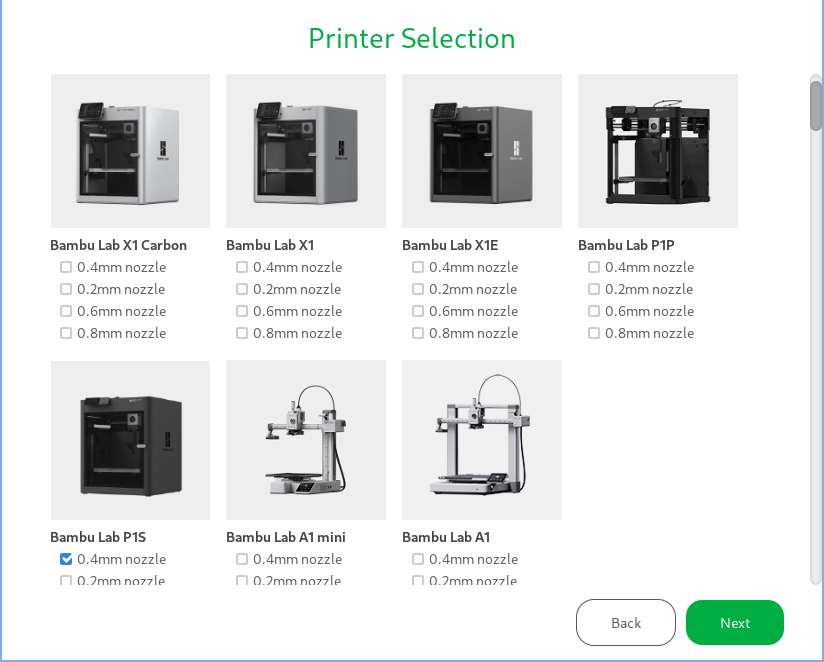 Printer Selection
Bambu Lab X1 Carbon
0.4mm nozzle
0.2mm nozzle
0.6mm nozzle
0.8mm nozzle
Bambu Lab X1
0.4mm nozzle
0.2mm nozzle
0.6mm nozzle
0.8mm nozzle
Bambu Lab X1E
0.4mm nozzle
0.2mm nozzle
0.6mm nozzle
0.8mm nozzle
Bambu Lab P1P
0.4mm nozzle
0.2mm nozzle
0.6mm nozzle
0.8mm nozzle
Bambu Lab P1S
0.4mm nozzle
0.2mm nozzle
Bambu Lab A1 mini
0.4mm nozzle
0.2mm nozzle
Bambu Lab A1
0.4mm nozzle
0.2mm nozzle
Back
Next